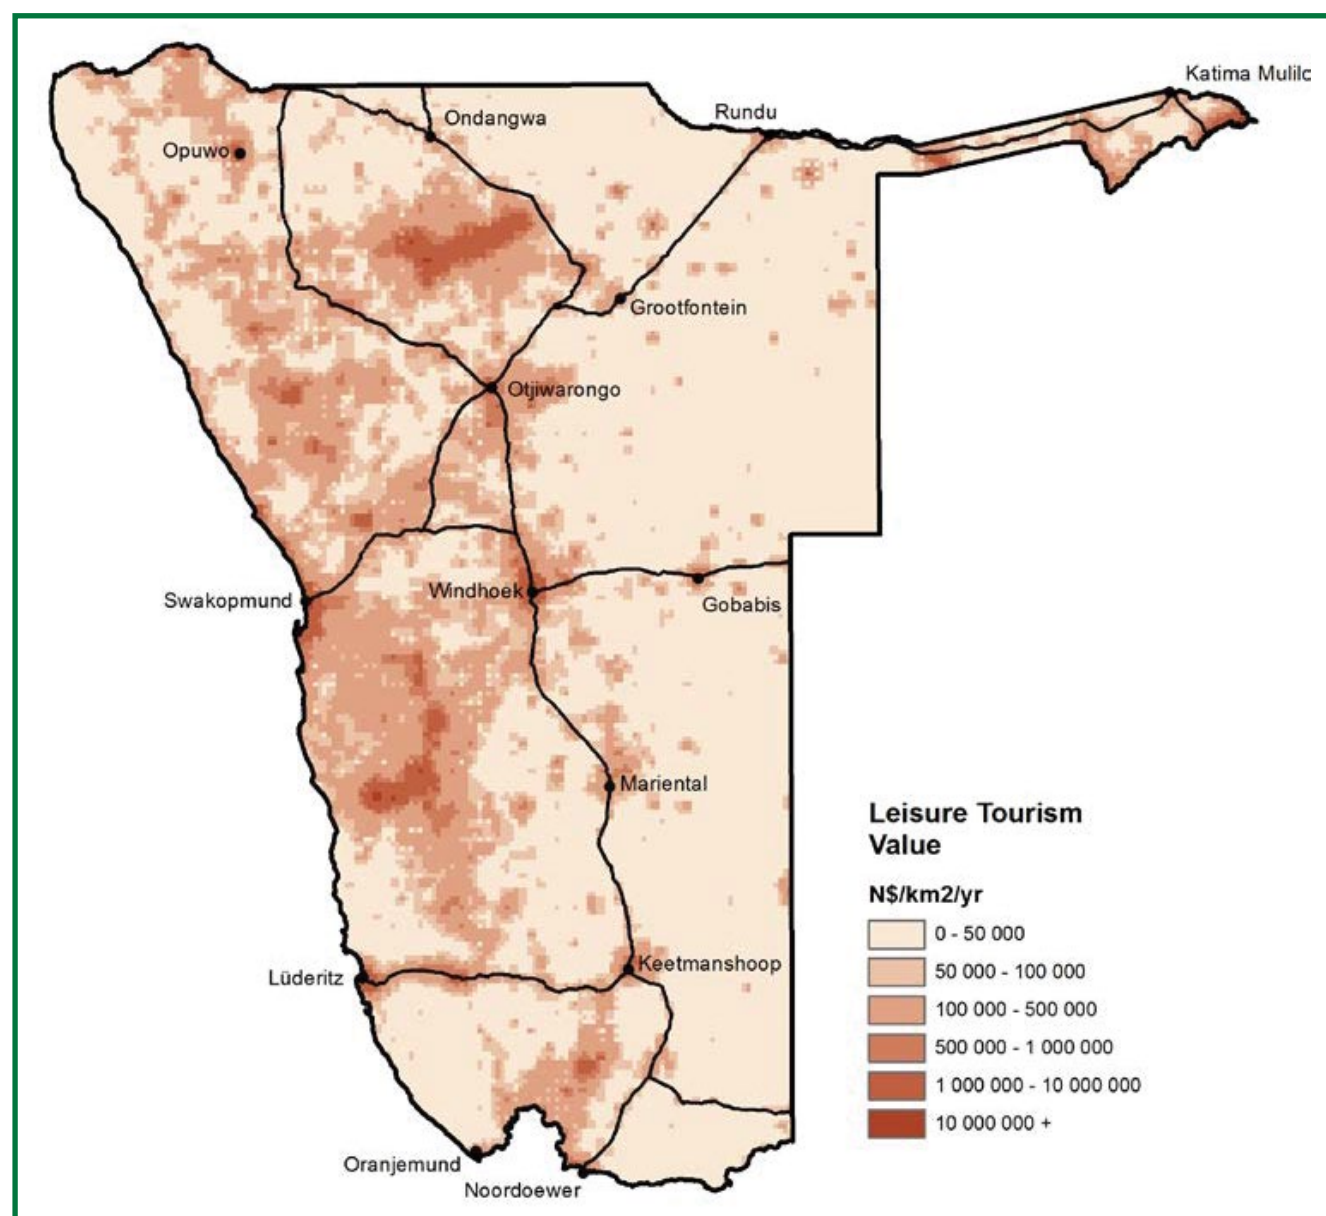 Katima Mulilo
Rundu
Ondangwa
Opuwo
Grootfontein
Otjiwarongo
Windhoek
Swakopmund
Gobabis
Mariental
Leisure Tourism
Value
N$/km2/yr
0 - 50 000
50 000 - 100 000
100 000 - 500 000
500 000 - 1 000 000
1 000 000 - 10 000 000
10 000 000 +
Keetmanshoop
Lüderitz
Oranjemund
Noordoewer